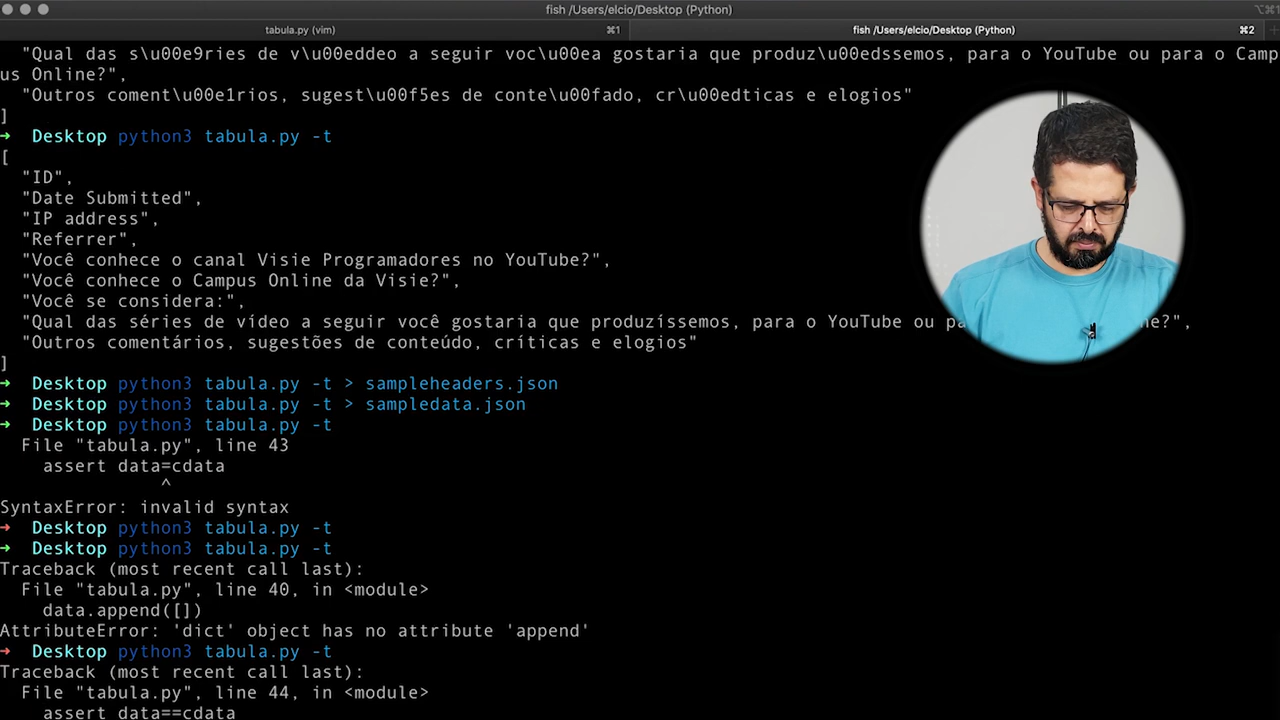 fish /Users/elcio/Desktop (Python)
⌥⌘1
tabula.py (vim)
⌘1
fish /Users/elcio/Desktop (Python)
⌘2
"Qual das s\u00e9ries de v\u00eddeo a seguir voc\u00ea gostaria que produz\u00edssemos, para o YouTube ou para o Camp
us Online?",
"Outros coment\u00e1rios, sugest\u00f5es de conte\u00fado, cr\u00edticas e elogios"
]
→ Desktop python3 tabula.py -t
[
"ID",
"Date Submitted",
"IP address",
"Referrer",
"Você conhece o canal Visie Programadores no YouTube?",
"Você conhece o Campus Online da Visie?",
"Você se considera:",
"Qual das séries de vídeo a seguir você gostaria que produzíssemos, para o YouTube ou
"Outros comentários, sugestões de conteúdo, críticas e elogios"
]
→ Desktop python3 tabula.py -t > sampleheaders.json
→ Desktop python3 tabula.py -t > sampledata.json
→ Desktop python3 tabula.py -t
File "tabula.py", line 43
assert data=cdata
^
SyntaxError: invalid syntax
→ Desktop python3 tabula.py -t
→ Desktop python3 tabula.py -t
Traceback (most recent call last):
File "tabula.py", line 40, in <module>
data.append([])
AttributeError: 'dict' object has no attribute 'append'
→ Desktop python3 tabula.py -t
Traceback (most recent call last):
File "tabula.py", line 44, in <module>
assert data==cdata